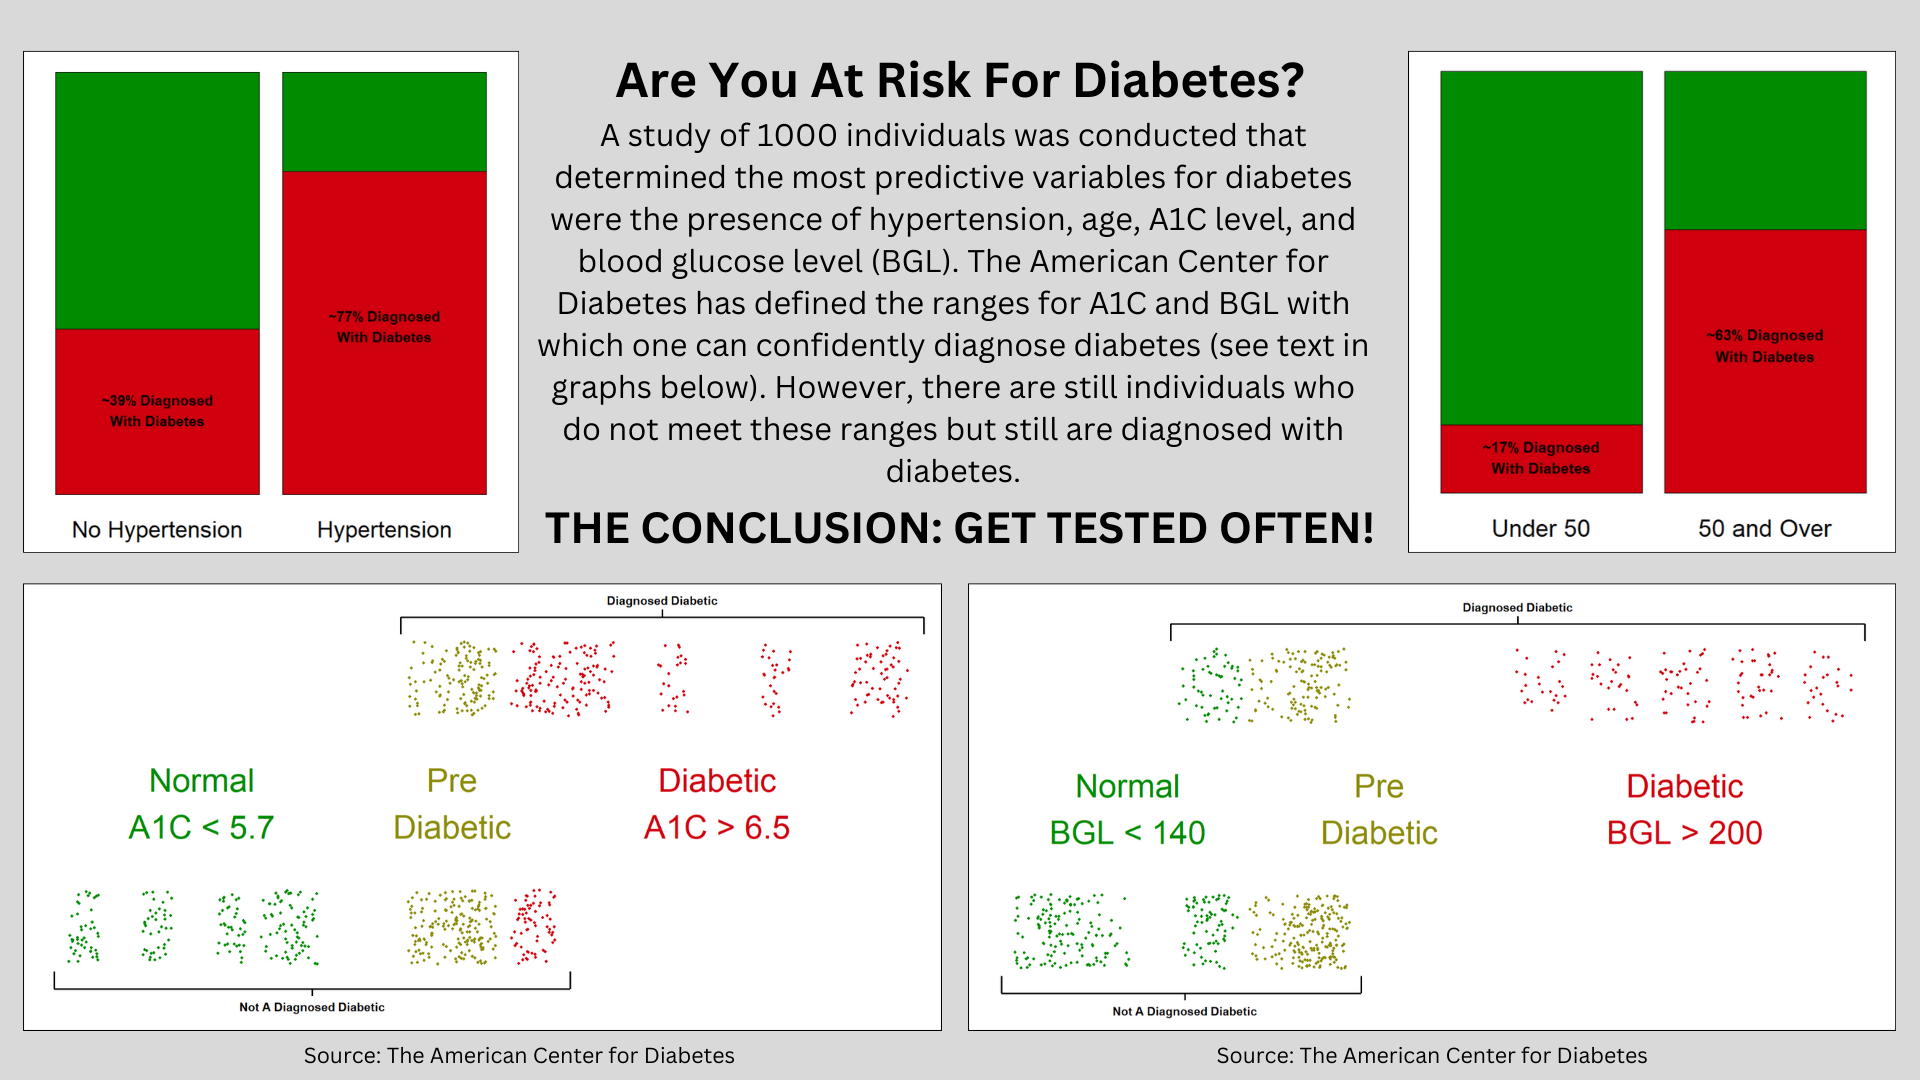 Are You At Risk For Diabetes?
A study of 1000 individuals was conducted that
determined the most predictive variables for diabetes
were the presence of hypertension, age, A1C level, and
blood glucose level (BGL). The American Center for
Diabetes has defined the ranges for A1C and BGL with
which one can confidently diagnose diabetes (see text in
graphs below). However, there are still individuals who
do not meet these ranges but still are diagnosed with
diabetes.
THE CONCLUSION: GET TESTED OFTEN!
~39% Diagnosed
With Diabetes
No Hypertension
~77% Diagnosed
With Diabetes
Hypertension
~17% Diagnosed
With Diabetes
Under 50
~63% Diagnosed
With Diabetes
50 and Over
Diagnosed Diabetic
Normal
A1C < 5.7
Pre
Diabetic
Diabetic
A1C > 6.5
Not A Diagnosed Diabetic
Source: The American Center for Diabetes
Diagnosed Diabetic
Normal
BGL < 140
Pre
Diabetic
Diabetic
BGL > 200
Not A Diagnosed Diabetic
Source: The American Center for Diabetes